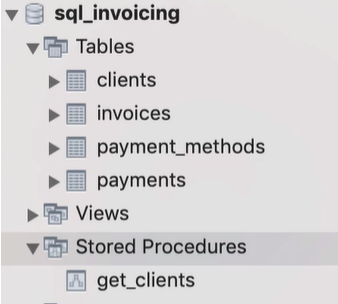 sql_invoicing
Tables
clients
invoices
payment_methods
payments
Views
Stored Procedures
get_clients